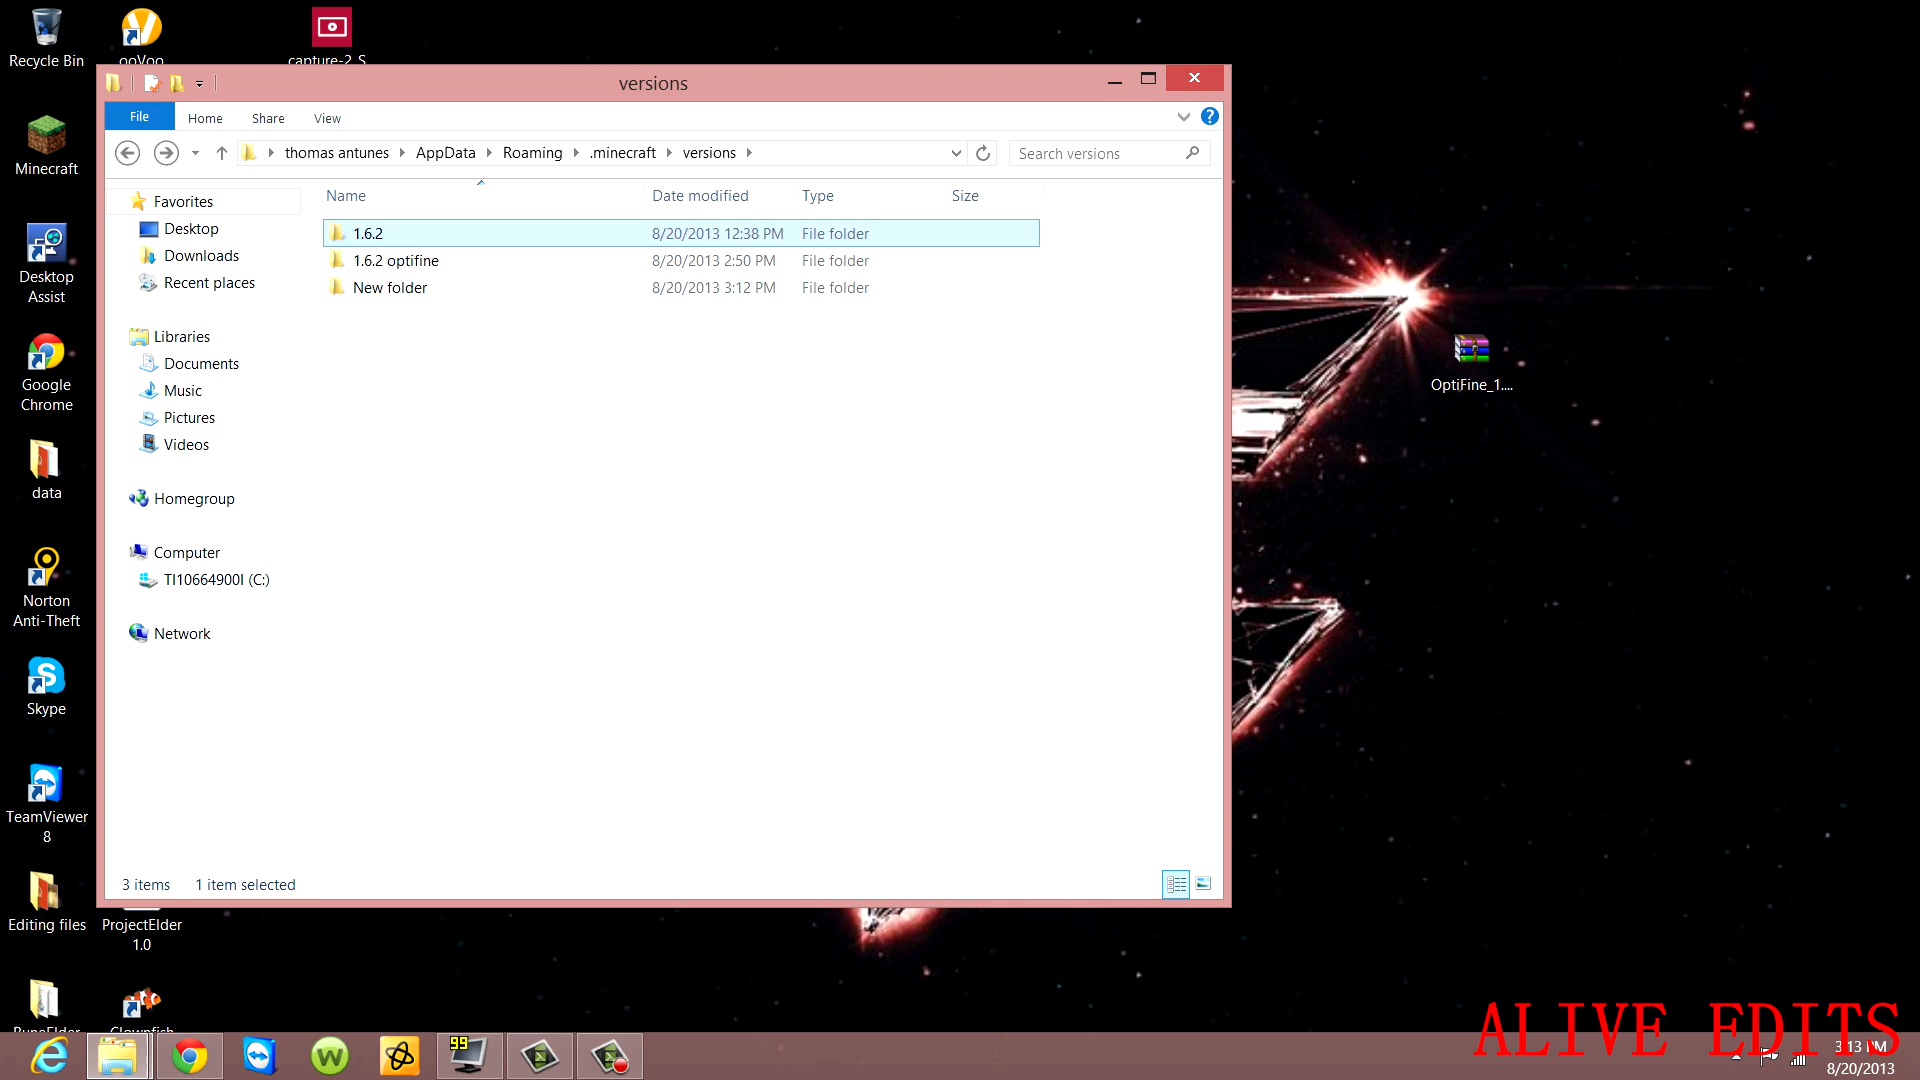 Recycle Bin
ooVoo
capture-2_S
versions
File
Home
Share
View
thomas antunes
AppData
Roaming
.minecraft
versions
Search versions
Name
Date modified
Type
Size
1.6.2
8/20/2013 12:38 PM
File folder
1.6.2 optifine
8/20/2013 2:50 PM
File folder
New folder
8/20/2013 3:12 PM
File folder
Favorites
Desktop
Downloads
Recent places
Libraries
Documents
Music
Pictures
Videos
Homegroup
Computer
TI10664900I (C:)
Network
3 items
1 item selected
Minecraft
Desktop
Assist
Google
Chrome
data
Norton
Anti-Theft
Skype
TeamViewer
8
Editing files
ProjectElder
1.0
RuneElder
Clownfish
OptiFine_1....
ALIVE EDITS
99
3:13 PM
8/20/2013